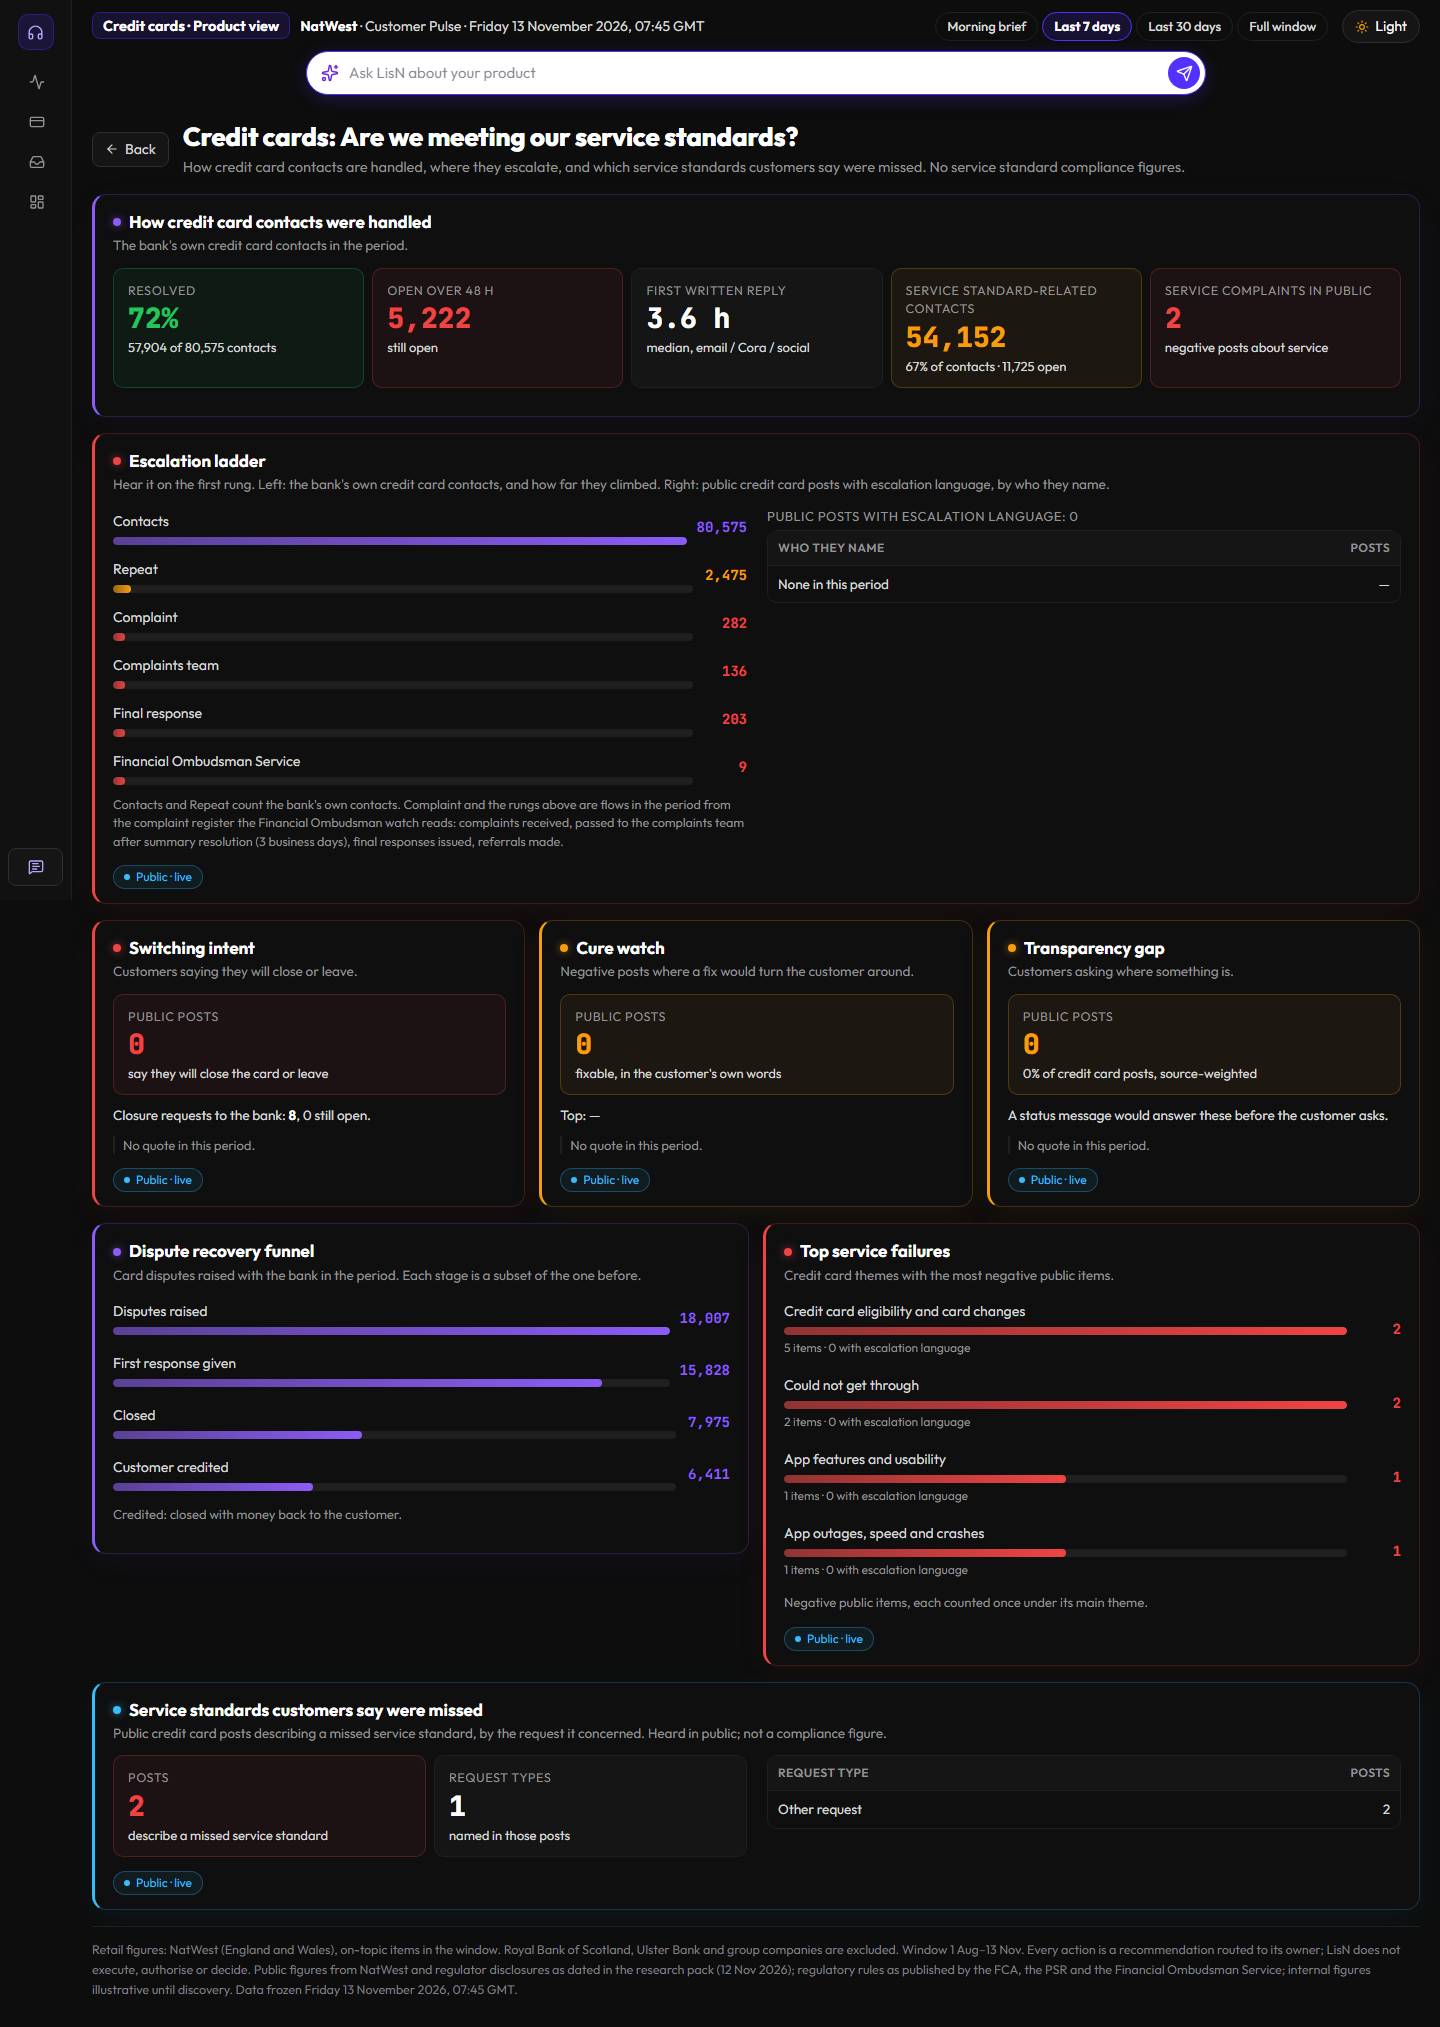 Credit cards · Product view
NatWest · Customer Pulse · Friday 13 November 2026, 07:45 GMT
Morning brief
Last 7 days
Last 30 days
Full window
Light
Ask LisN about your product
Back
Credit cards: Are we meeting our service standards?
How credit card contacts are handled, where they escalate, and which service standards customers say were missed. No service standard compliance figures.
How credit card contacts were handled
The bank's own credit card contacts in the period.
RESOLVED
72%
57,904 of 80,575 contacts
OPEN OVER 48 H
5,222
still open
FIRST WRITTEN REPLY
3.6 h
median, email / Cora / social
SERVICE STANDARD-RELATED
CONTACTS
54,152
67% of contacts · 11,725 open
SERVICE COMPLAINTS IN PUBLIC
2
negative posts about service
Escalation ladder
Hear it on the first rung. Left: the bank's own credit card contacts, and how far they climbed. Right: public credit card posts with escalation language, by who they name.
Contacts
80,575
Repeat
2,475
Complaint
282
Complaints team
136
Final response
203
Financial Ombudsman Service
9
Contacts and Repeat count the bank's own contacts. Complaint and the rungs above are flows in the period from
the complaint register the Financial Ombudsman watch reads: complaints received, passed to the complaints team
after summary resolution (3 business days), final responses issued, referrals made.
Public · live
PUBLIC POSTS WITH ESCALATION LANGUAGE: 0
WHO THEY NAME POSTS
None in this period —
Switching intent
Customers saying they will close or leave.
PUBLIC POSTS
0
say they will close the card or leave
Closure requests to the bank: 8, 0 still open.
No quote in this period.
Public · live
Cure watch
Negative posts where a fix would turn the customer around.
PUBLIC POSTS
0
fixable, in the customer's own words
Top: —
No quote in this period.
Public · live
Transparency gap
Customers asking where something is.
PUBLIC POSTS
0
0% of credit card posts, source-weighted
A status message would answer these before the customer asks.
No quote in this period.
Public · live
Dispute recovery funnel
Card disputes raised with the bank in the period. Each stage is a subset of the one before.
Disputes raised
18,007
First response given
15,828
Closed
7,975
Customer credited
6,411
Credited: closed with money back to the customer.
Top service failures
Credit card themes with the most negative public items.
Credit card eligibility and card changes
2
5 items · 0 with escalation language
Could not get through
2
2 items · 0 with escalation language
App features and usability
1
1 items · 0 with escalation language
App outages, speed and crashes
1
1 items · 0 with escalation language
Negative public items, each counted once under its main theme.
Public · live
Service standards customers say were missed
Public credit card posts describing a missed service standard, by the request it concerned. Heard in public; not a compliance figure.
POSTS
2
describe a missed service standard
REQUEST TYPES
1
named in those posts
REQUEST TYPE POSTS
Other request 2
Public · live
Retail figures: NatWest (England and Wales), on-topic items in the window. Royal Bank of Scotland, Ulster Bank and group companies are excluded. Window 1 Aug–13 Nov. Every action is a recommendation routed to its owner; LisN does not
execute, authorise or decide. Public figures from NatWest and regulator disclosures as dated in the research pack (12 Nov 2026); regulatory rules as published by the FCA, the PSR and the Financial Ombudsman Service; internal figures
illustrative until discovery. Data frozen Friday 13 November 2026, 07:45 GMT.